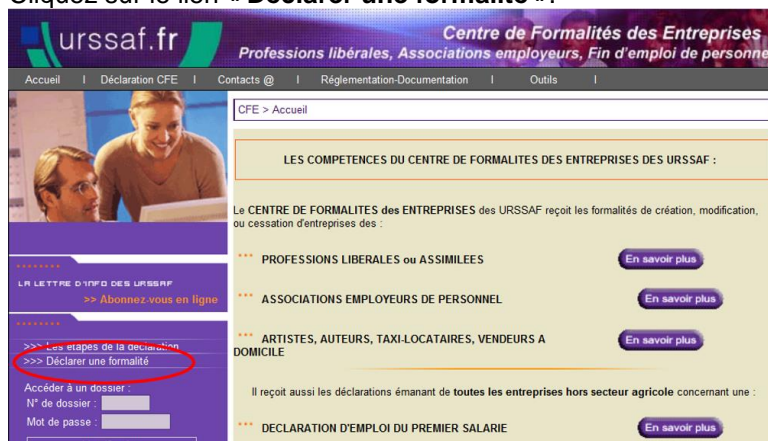 Cliquez sur le lien « Déclarer une formalité » :
urssaf.fr
Centre de Formalités des Entreprises
Professions libérales, Associations employeurs, Fin d'emploi de personne
Accueil I Déclaration CFE I Contacts @ I Réglementation-Documentation I Outils I
CFE > Accueil
LES COMPETENCES DU CENTRE DE FORMALITES DES ENTREPRISES DES URSSAF :
Le CENTRE DE FORMALITES des ENTREPRISES des URSSAF reçoit les formalités de création, modification,
ou cessation d'entreprises des :
PROFESSIONS LIBERALES ou ASSIMILEES
En savoir plus
LA LETTRE D'INFO DES URSSAF
>> Abonnez-vous en ligne
ASSOCIATIONS EMPLOYEURS DE PERSONNEL
En savoir plus
ARTISTES, AUTEURS, TAXI-LOCATAIRES, VENDEURS A
DOMICILE
En savoir plus
>>> Les étapes de la déclaration
>>> Déclarer une formalité
Accéder à un dossier :
N° de dossier :
Mot de passe :
Il reçoit aussi les déclarations émanant de toutes les entreprises hors secteur agricole concernant une :
DECLARATION D'EMPLOI DU PREMIER SALARIE
En savoir plus